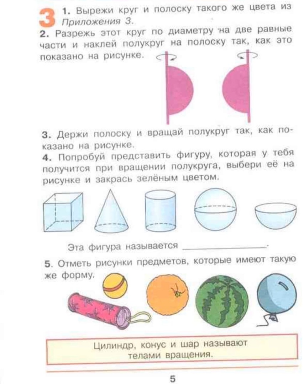 3
1. Вырежи круг и полоску такого же цвета из
Приложения 3.
2. Разрежь этот круг по диаметру на две равные
части и наклей полукруг на полоску так, как это
показано на рисунке.
3. Держи полоску и вращай полукруг так, как по-
казано на рисунке.
4. Попробуй представить фигуру, которая у тебя
получится при вращении полукруга, выбери её на
рисунке и закрась зелёным цветом.
Эта фигура называется ______________.
5. Отметь рисунки предметов, которые имеют такую
же форму.
Цилиндр, конус и шар называют
телами вращения.
5